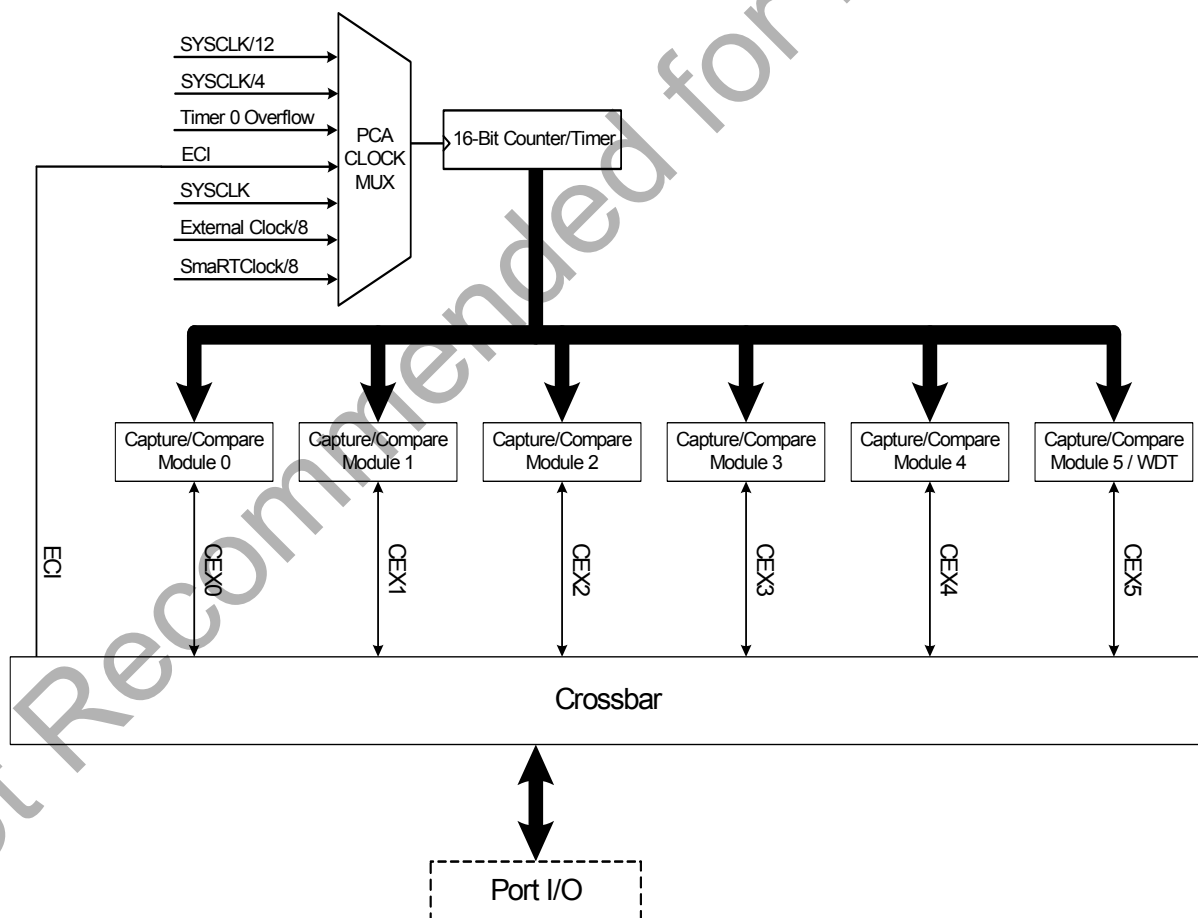 SYSCLK/12
SYSCLK/4
Timer 0 Overflow
ECI
SYSCLK
External Clock/8
SmaRTClock/8
PCA
CLOCK
MUX
16-Bit Counter/Timer
Capture/Compare
Module 0
Capture/Compare
Module 1
Capture/Compare
Module 2
Capture/Compare
Module 3
Capture/Compare
Module 4
Capture/Compare
Module 5 / WDT
ECI
CEX0
CEX1
CEX2
CEX3
CEX4
CEX5
Crossbar
Port I/O
Recommended for